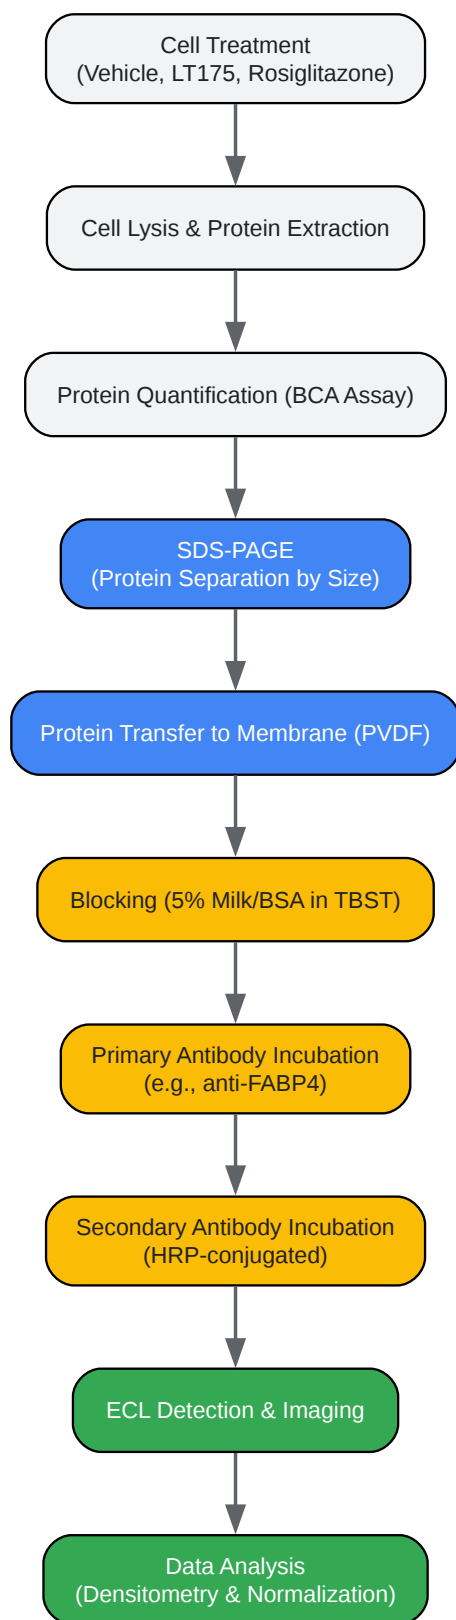 Cell Treatment
(Vehicle, LT175, Rosiglitazone)
Cell Lysis & Protein Extraction
Protein Quantification (BCA Assay)
SDS-PAGE
(Protein Separation by Size)
Protein Transfer to Membrane (PVDF)
Blocking (5% Milk/BSA in TBST)
Primary Antibody Incubation
(e.g., anti-FABP4)
Secondary Antibody Incubation
(HRP-conjugated)
ECL Detection & Imaging
Data Analysis
(Densitometry & Normalization)